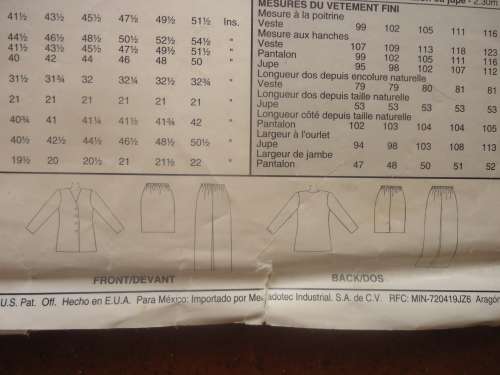 41½ 43½ 45½ 47½ 49½ 51½ Ins.
44½ 46½ 48½ 50½ 52½ 54½ "
41½ 43½ 45½ 47½ 49½ 51½ "
40 42 44 46 48 50 "
31½ 31¾ 32 32¼ 32½ 32¾ "
21 21 21 21 21 21 "
40¾ 41 41¼ 41½ 41¾ 42 "
40½ 42½ 44½ 46½ 48½ 50½ "
19½ 20 20½ 21 21½ 22 "
jupe - 2.30m
MESURES DU VETEMENT FINI
Mesure à la poitrine
Veste 99 102 105 111 116
Mesure aux hanches
Veste 107 109 113 118 123
Pantalon 99 102 105 111 116
Jupe 95 98 102 107 112
Longueur dos depuis encolure naturelle
Veste 79 79 80 81 81
Longueur dos depuis taille naturelle
Jupe 53 53 53 53 53
Longueur côté depuis taille naturelle
Pantalon 102 103 104 104 105
Largeur à l'ourlet
Jupe 94 98 103 108 113
Largeur de jambe
Pantalon 47 48 50 51 52
FRONT/DEVANT
BACK/DOS
U.S. Pat. Off. Hecho en E.U.A. Para México: Importado por Me adotec Industrial. S.A. de C.V. RFC: MIN-720419JZ6 Aragón